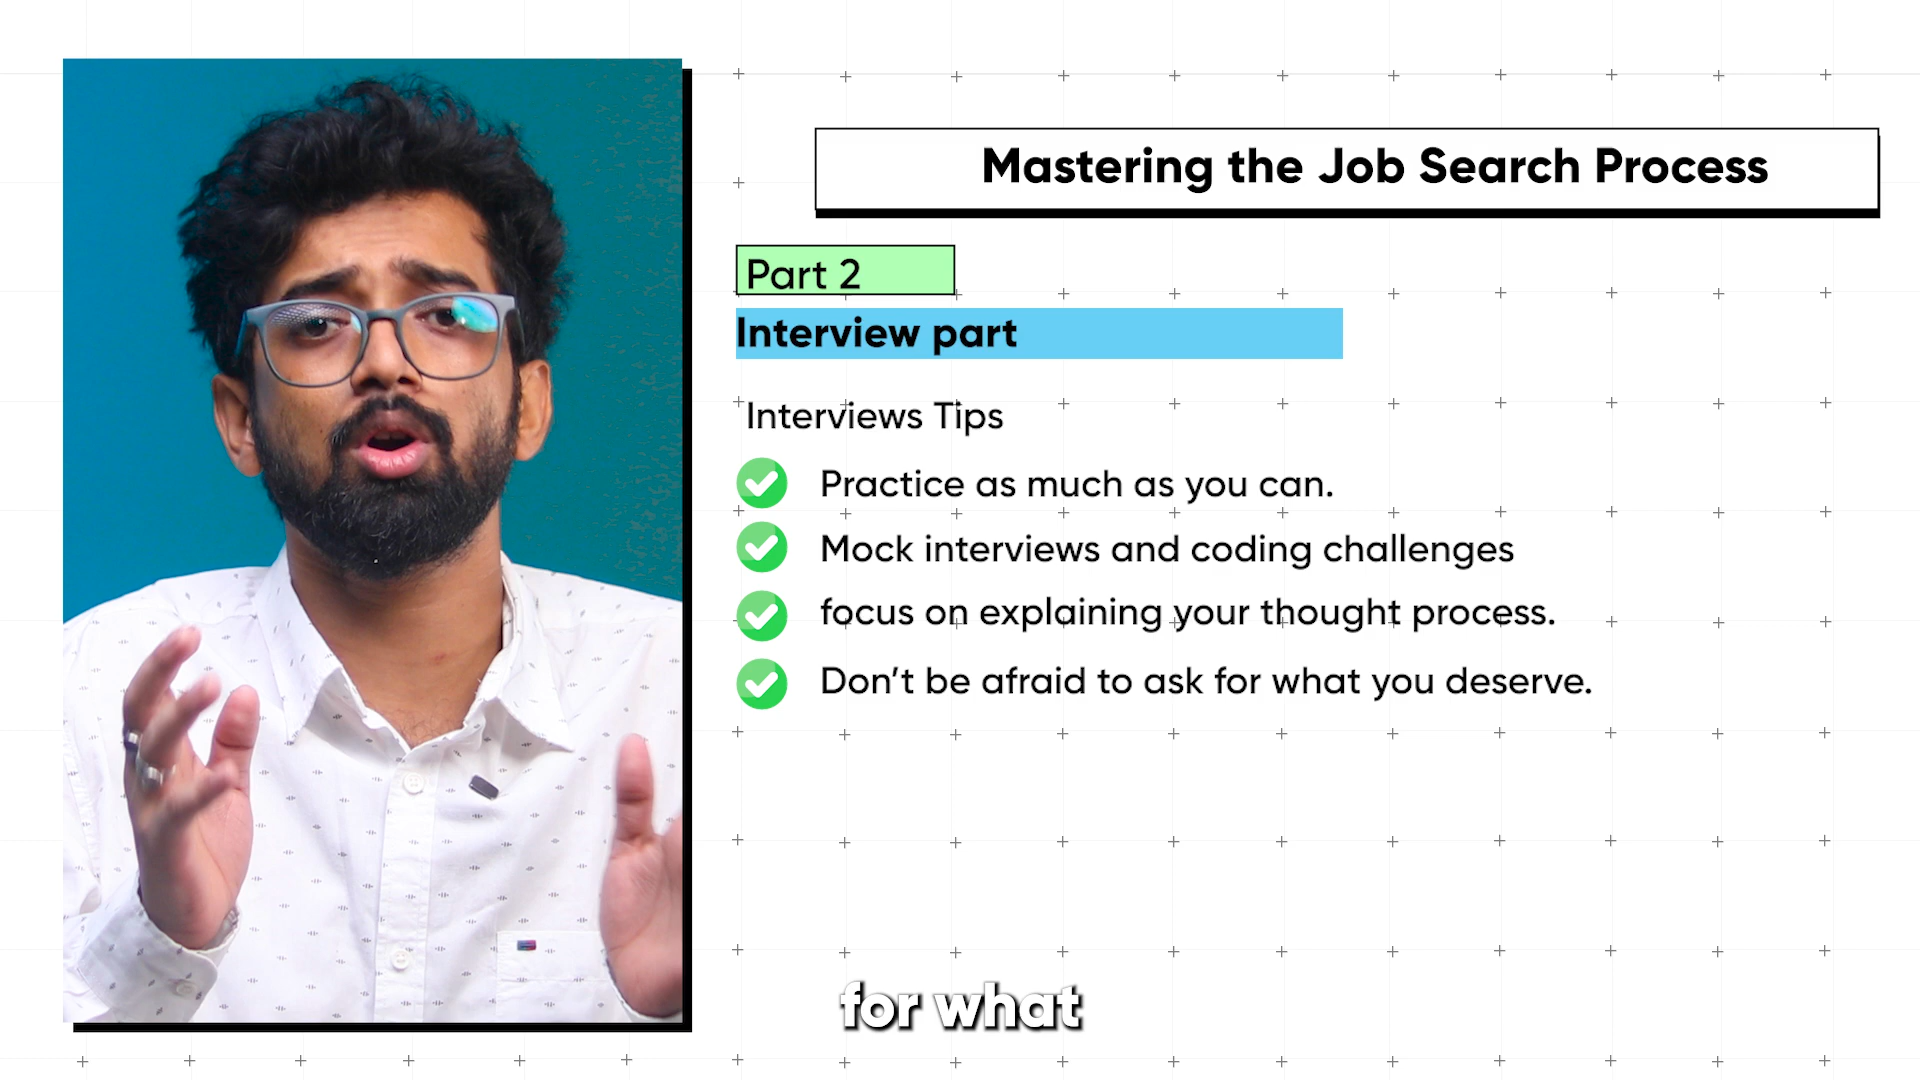 Mastering the Job Search Process
Part 2
Interview part
Interviews Tips
Practice as much as you can.
Mock interviews and coding challenges
focus on explaining your thought process.
Don’t be afraid to ask for what you deserve.
for what